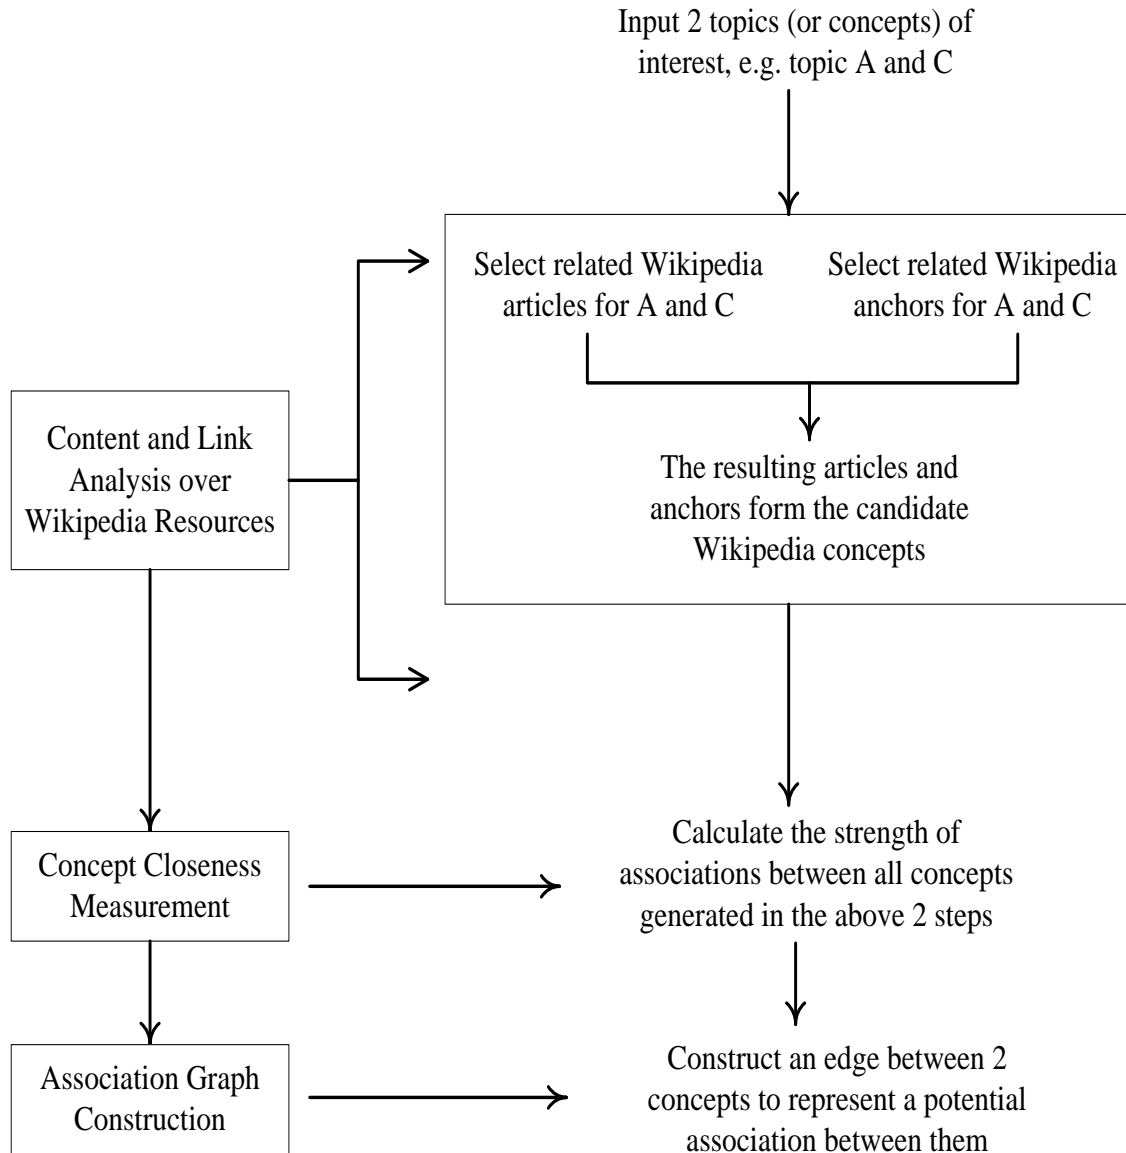 Input 2 topics (or concepts) of
interest, e.g. topic A and C
Select related Wikipedia
articles for A and C
Select related Wikipedia
anchors for A and C
The resulting articles and
anchors form the candidate
Wikipedia concepts
Content and Link
Analysis over
Wikipedia Resources
Concept Closeness
Measurement
Calculate the strength of
associations between all concepts
generated in the above 2 steps
Association Graph
Construction
Construct an edge between 2
concepts to represent a potential
association between them